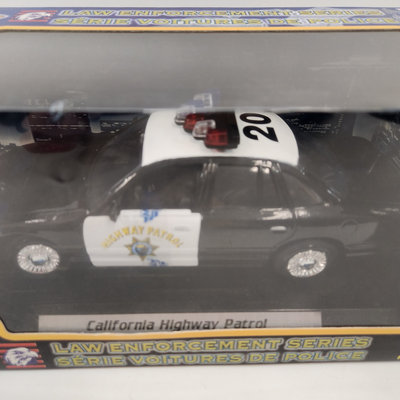 LAW ENFORCEMENT SERIES
SÉRIE VOITURES DE POLICE
20
HIGHWAY PATROL
California Highway Patrol
LAW ENFORCEMENT SERIES
SÉRIE VOITURES DE POLICE